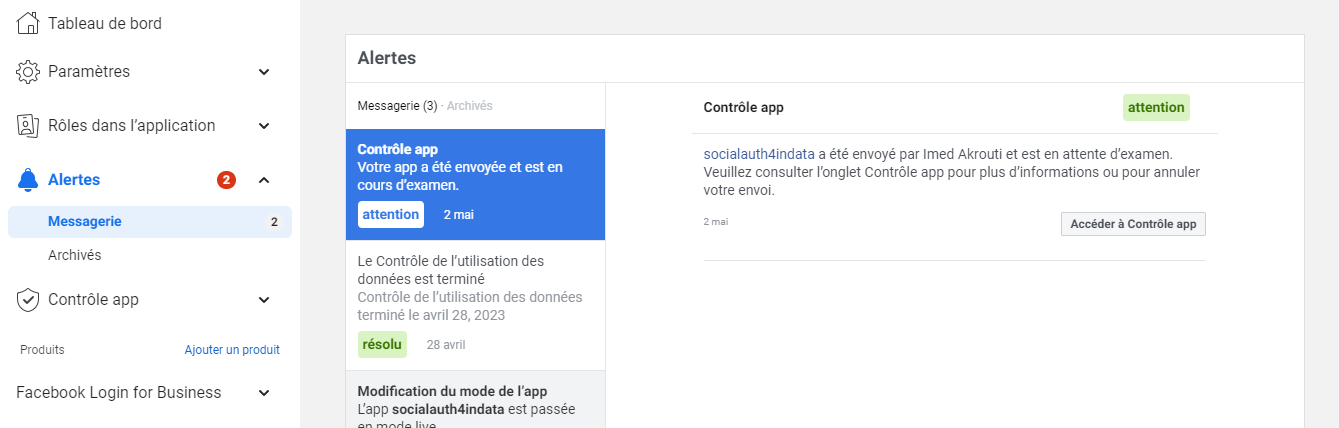 Tableau de bord
Paramètres
Rôles dans l’application
Alertes 2
Messagerie 2
Archivés
Contrôle app
Produits Ajouter un produit
Facebook Login for Business
Alertes
Messagerie (3) · Archivés
Contrôle app
Votre app a été envoyée et est en
cours d’examen.
attention 2 mai
Le Contrôle de l’utilisation des
données est terminé
Contrôle de l’utilisation des données
terminé le avril 28, 2023
résolu 28 avril
Modification du mode de l’app
L’app socialauth4indata est passée
en mode live
Contrôle app attention
socialauth4indata a été envoyé par Imed Akrouti et est en attente d’examen.
Veuillez consulter l’onglet Contrôle app pour plus d’informations ou pour annuler
votre envoi.
2 mai Accéder à Contrôle app